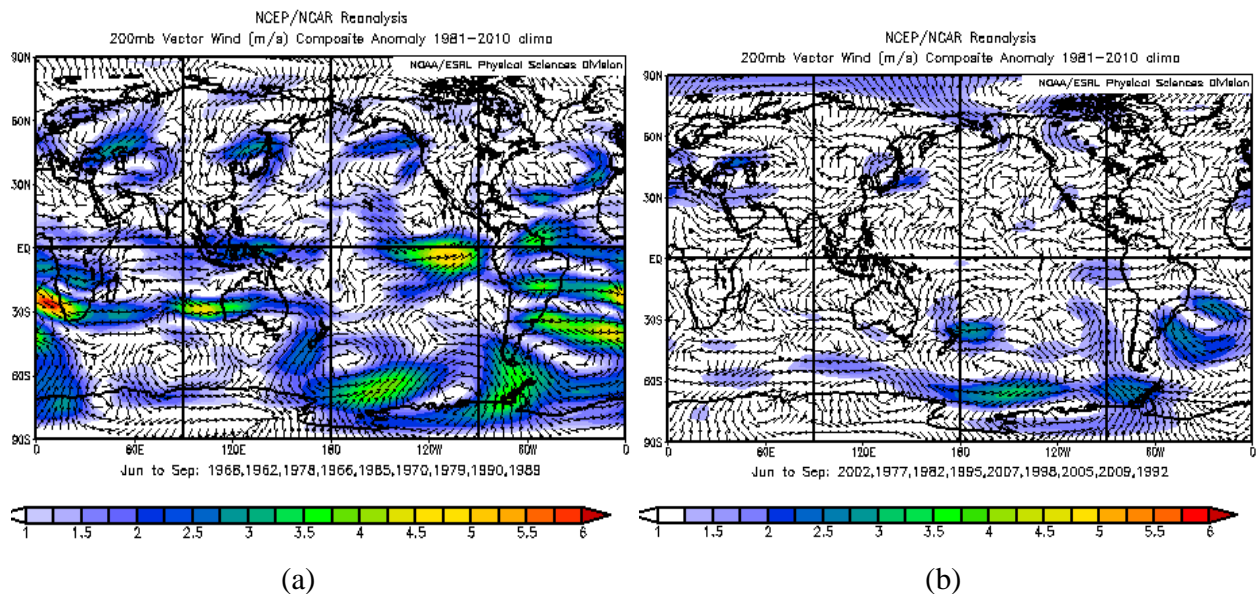 NCEP/NCAR Reanalysis
200mb Vector Wind (m/s) Composite Anomaly 1981-2010 clima
NOAA/ESRL Physical Sciences Division
90N
60N
30N
EQ
30S
60S
90S
0 60E 120E 180 120W 60W 0
Jun to Sep: 1968,1962,1978,1966,1985,1970,1979,1990,1989
1 1.5 2 2.5 3 3.5 4 4.5 5 5.5 6
(a)
NCEP/NCAR Reanalysis
200mb Vector Wind (m/s) Composite Anomaly 1981-2010 clima
NOAA/ESRL Physical Sciences Division
90N
60N
30N
EQ
30S
60S
90S
0 60E 120E 180 120W 60W 0
Jun to Sep: 2002,1977,1982,1995,2007,1998,2005,2009,1992
1 1.5 2 2.5 3 3.5 4 4.5 5 5.5 6
(b)